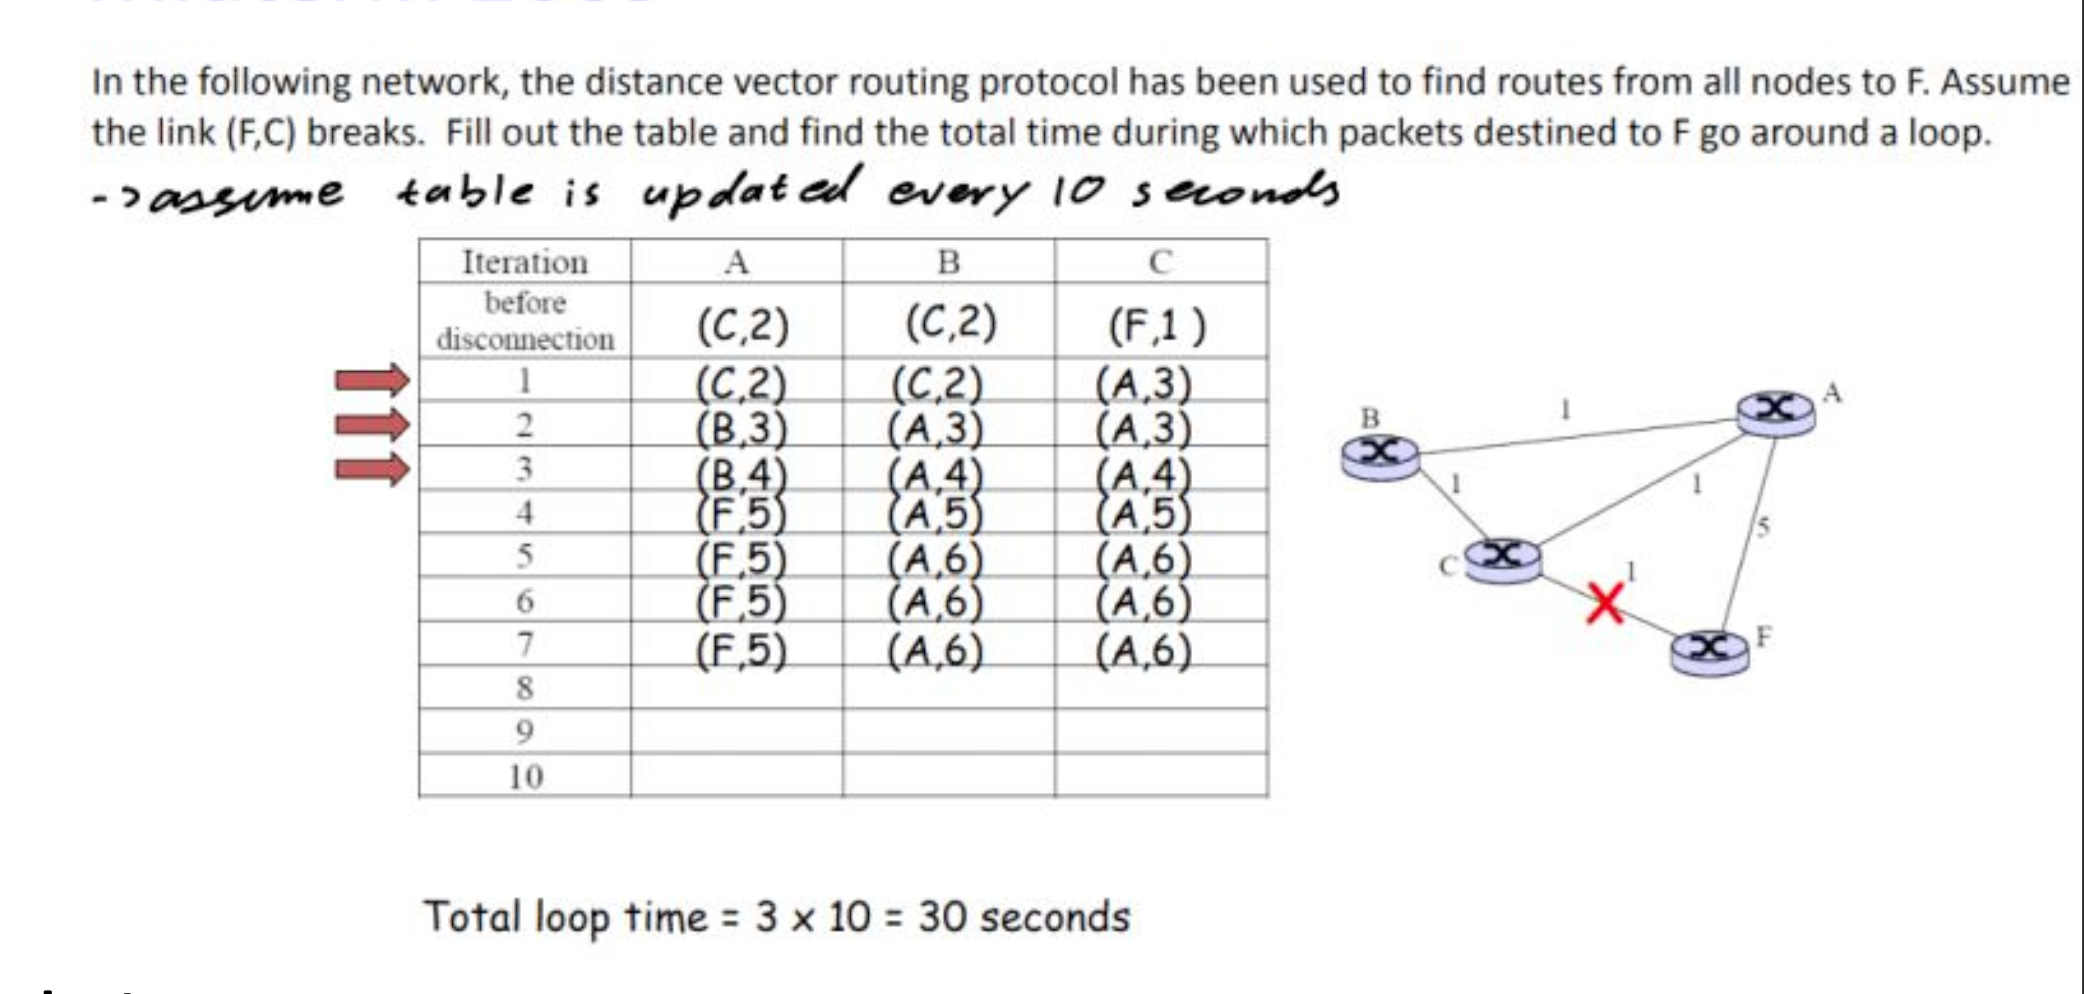 In the following network, the distance vector routing protocol has been used to find routes from all nodes to F. Assume
the link (F,C) breaks.  Fill out the table and find the total time during which packets destined to F go around a loop.
-> assume table is updated every 10 seconds
Iteration A B C
before
disconnection (C,2) (C,2) (F,1 )
1 (C,2) (C,2) (A,3)
2 (B,3) (A,3) (A,3)
3 (B,4) (A,4) (A,4)
4 (F,5) (A,5) (A,5)
5 (F,5) (A,6) (A,6)
6 (F,5) (A,6) (A,6)
7 (F,5) (A,6) (A,6)
8
9
10
A
B
1
1
1
5
C
1
F
Total loop time = 3 x 10 = 30 seconds